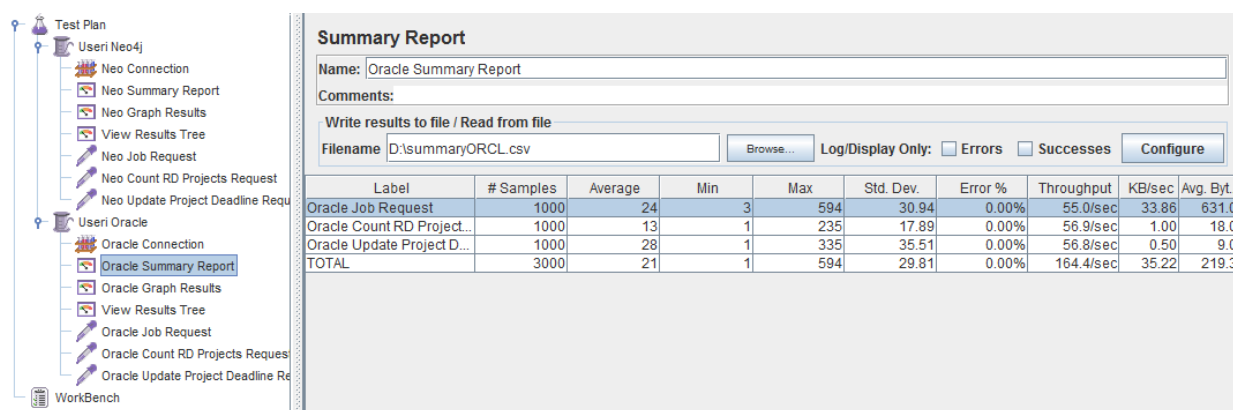 Test Plan
Useri Neo4j
Neo Connection
Neo Summary Report
Neo Graph Results
View Results Tree
Neo Job Request
Neo Count RD Projects Request
Neo Update Project Deadline Requ
Useri Oracle
Oracle Connection
Oracle Summary Report
Oracle Graph Results
View Results Tree
Oracle Job Request
Oracle Count RD Projects Reques
Oracle Update Project Deadline Re
WorkBench
Summary Report
Name: Oracle Summary Report
Comments:
Write results to file / Read from file
Filename D:\summaryORCL.csv Browse... Log/Display Only: Errors Successes Configure
Label # Samples Average Min Max Std. Dev. Error % Throughput KB/sec Avg. Byt.
Oracle Job Request 1000 24 3 594 30.94 0.00% 55.0/sec 33.86 631.0
Oracle Count RD Project... 1000 13 1 235 17.89 0.00% 56.9/sec 1.00 18.0
Oracle Update Project D... 1000 28 1 335 35.51 0.00% 56.8/sec 0.50 9.0
TOTAL 3000 21 1 594 29.81 0.00% 164.4/sec 35.22 219.3